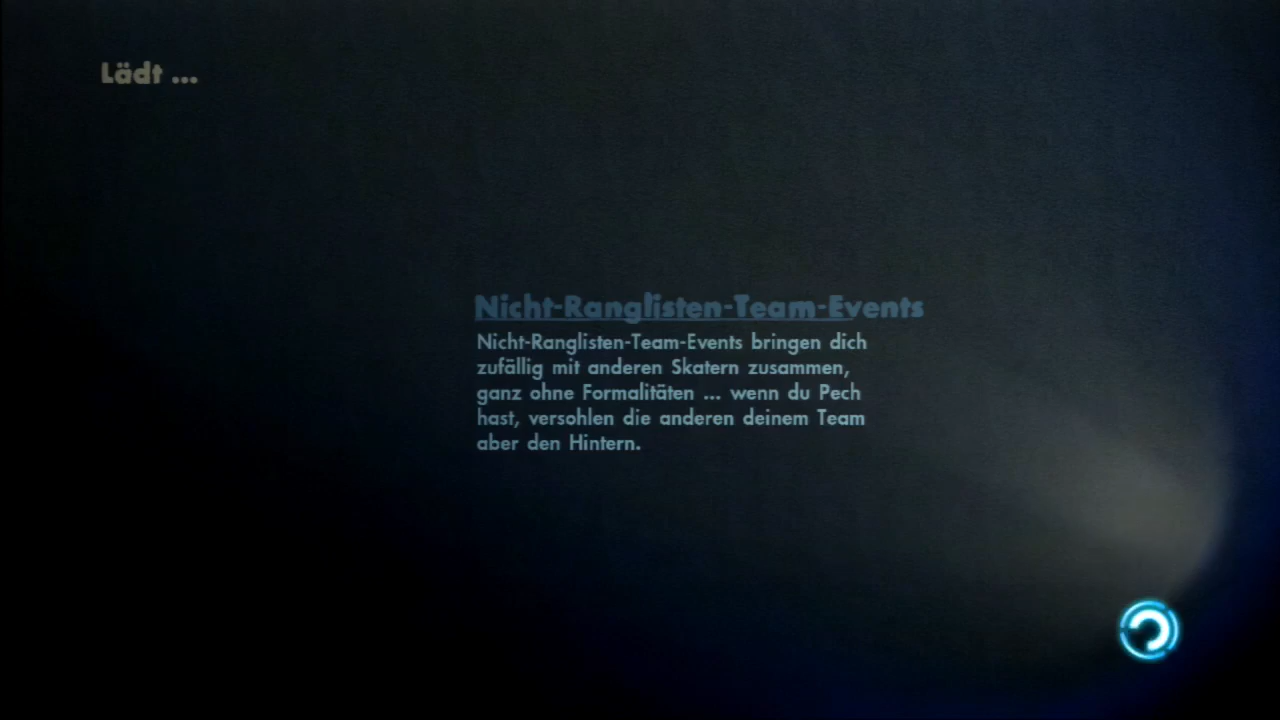 Lädt ...
Nicht-Ranglisten-Team-Events
Nicht-Ranglisten-Team-Events bringen dich
zufällig mit anderen Skatern zusammen,
ganz ohne Formalitäten ... wenn du Pech
hast, versohlen die anderen deinem Team
aber den Hintern.